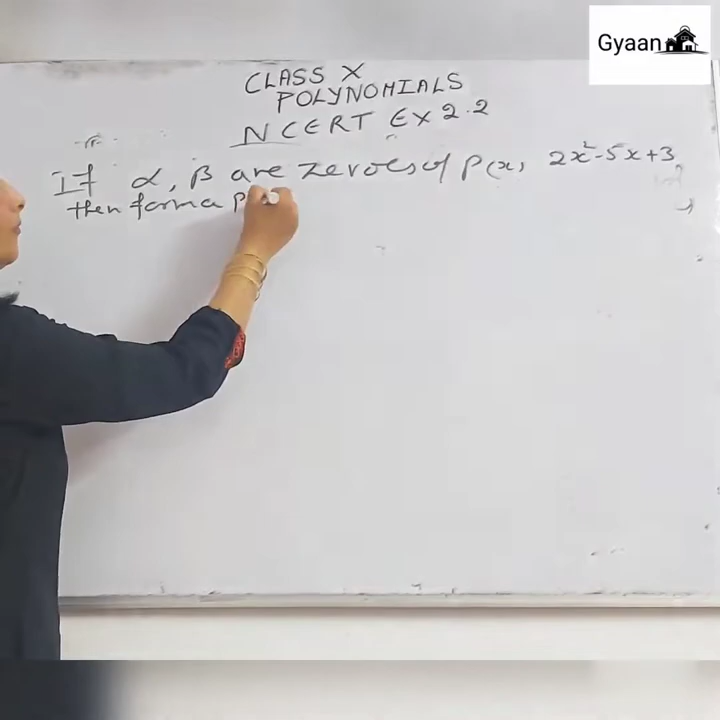 Gyaan
CLASS X
POLYNOMIALS
NCERT Ex 2.2
If α, β are zeroes of P(x) 2x²-5x+3
then form a